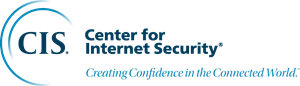 CIS. Center for
Internet Security®
Creating Confidence in the Connected World.™